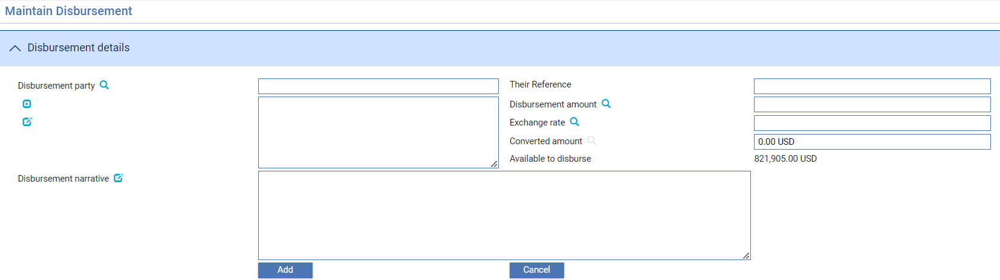 Maintain Disbursement
Disbursement details
Disbursement party
Their Reference
Disbursement amount
Exchange rate
Converted amount
0.00 USD
Available to disburse
821,905.00 USD
Disbursement narrative
Add
Cancel